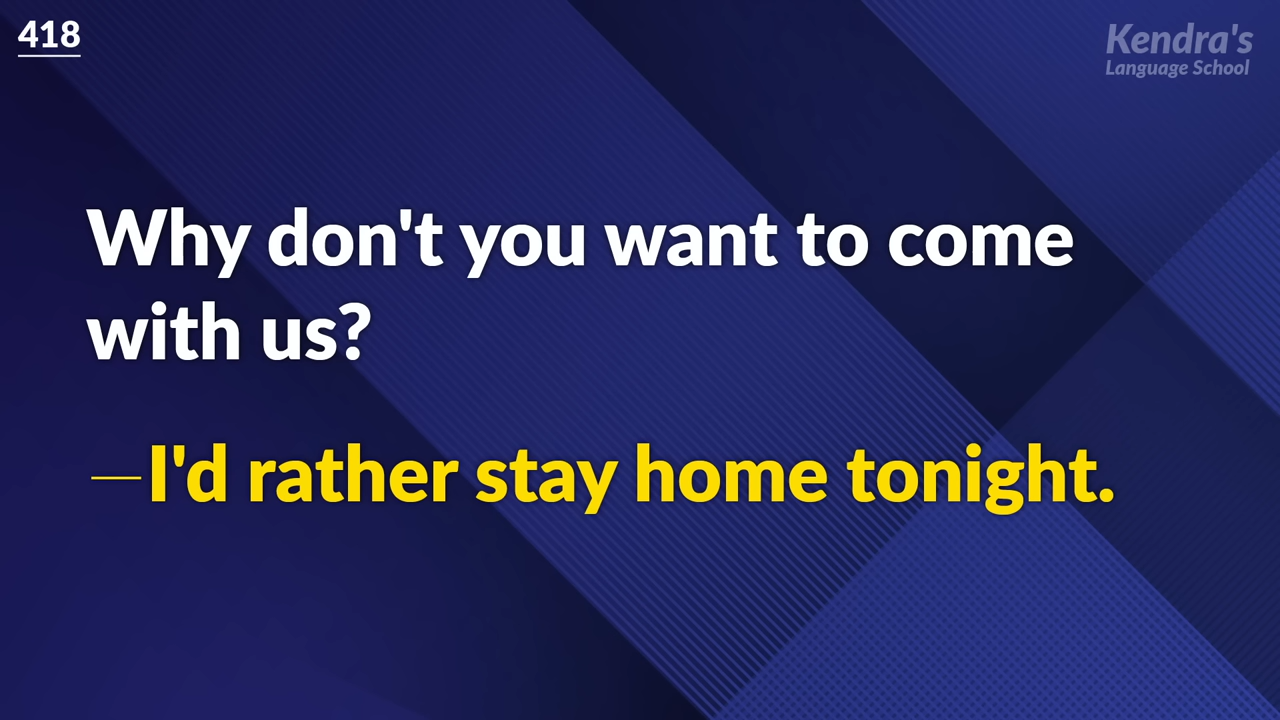 418
Kendra's
Language School
Why don't you want to come
with us?
—I'd rather stay home tonight.